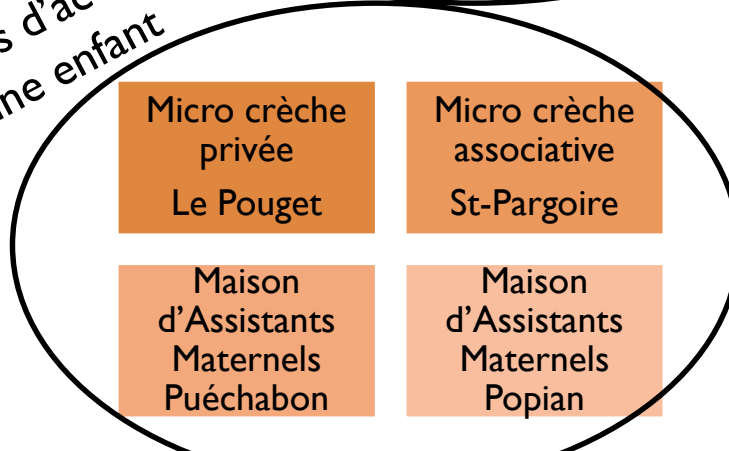 s d'ac
ne enfant
Micro crèche
privée
Le Pouget
Micro crèche
associative
St-Pargoire
Maison
d'Assistants
Maternels
Puéchabon
Maison
d'Assistants
Maternels
Popian